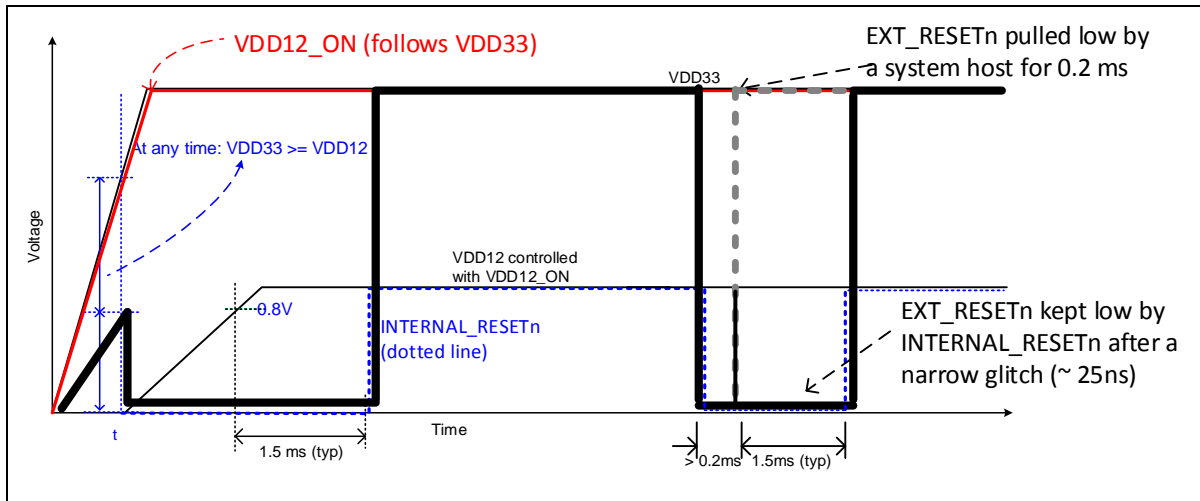 VDD12_ON (follows VDD33)
EXT_RESETn pulled low by
a system host for 0.2 ms
VDD33
At any time: VDD33 >= VDD12
Voltage
VDD12 controlled
with VDD12_ON
0.8V
INTERNAL_RESETn
(dotted line)
EXT_RESETn kept low by
INTERNAL_RESETn after a
narrow glitch (~ 25ns)
t
Time
1.5 ms (typ)
> 0.2ms
1.5ms (typ)